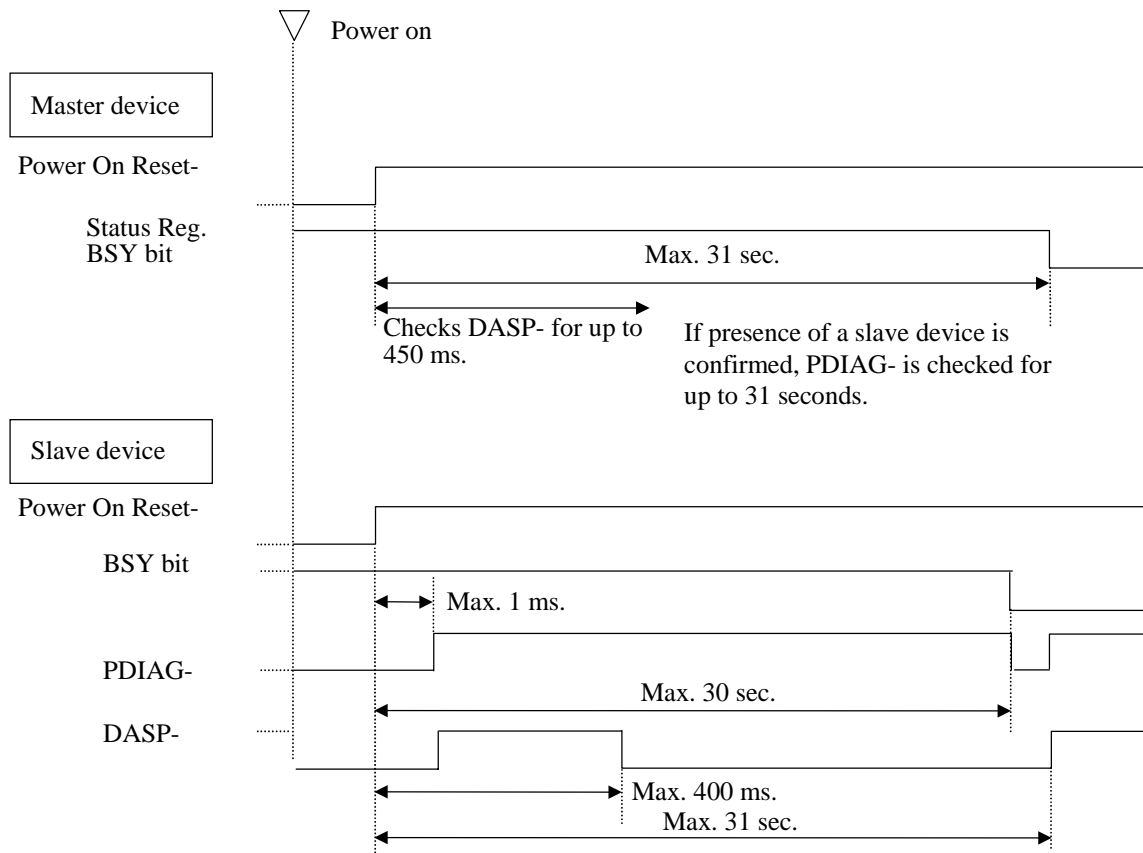 Power on
Master device
Power On Reset-
Status Reg.
BSY bit
Max. 31 sec.
Checks DASP- for up to
450 ms.
If presence of a slave device is
confirmed, PDIAG- is checked for
up to 31 seconds.
Slave device
Power On Reset-
BSY bit
Max. 1 ms.
PDIAG-
Max. 30 sec.
DASP-
Max. 400 ms.
Max. 31 sec.